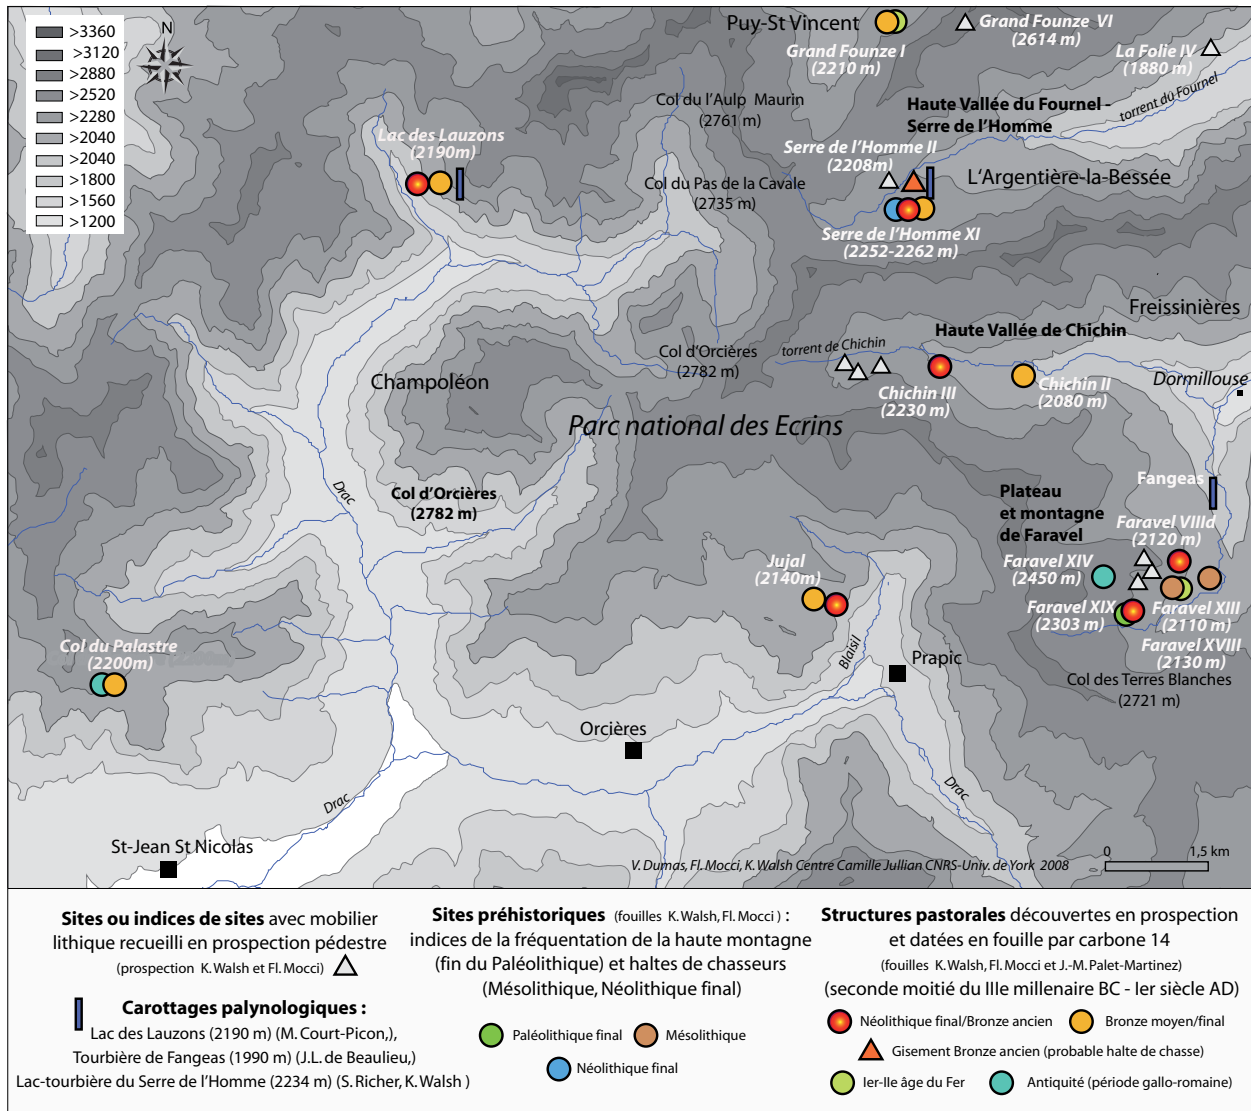 >3360
>3120
>2880
>2520
>2280
>2040
>2040
>1800
>1560
>1200
N
Puy-St Vincent
Grand Founze I
(2210 m)
Grand Founze VI
(2614 m)
La Folie IV
(1880 m)
torrent du Fournel
Col du l'Aulp Maurin
(2761 m)
Haute Vallée du Fournel -
Serre de l'Homme
Lac des Lauzons
(2190m)
Serre de l'Homme II
(2208m)
L'Argentière-la-Bessée
Col du Pas de la Cavale
(2735 m)
Serre de l'Homme XI
(2252-2262 m)
Freissinières
Haute Vallée de Chichin
torrent de Chichin
Col d'Orcières
(2782 m)
Champoléon
Chichin III
(2230 m)
Chichin II
(2080 m)
Dormillouse
Parc national des Ecrins
Drac
Col d'Orcières
(2782 m)
Fangeas
Plateau
et montagne
de Faravel
Faravel VIIId
(2120 m)
Faravel XIV
(2450 m)
Jujal
(2140m)
Faravel XIX
(2303 m)
Faravel XIII
(2110 m)
Faravel XVIII
(2130 m)
Col du Palastre
(2200m)
Blaisil
Prapic
Col des Terres Blanches
(2721 m)
Orcières
Drac
Drac
St-Jean St Nicolas
V. Dumas, Fl. Mocci, K. Walsh Centre Camille Jullian CNRS-Univ. de York 2008
0 1,5 km
Sites ou indices de sites avec mobilier
lithique recueilli en prospection pédestre
(prospection K. Walsh et Fl. Mocci)
Carottages palynologiques :
Lac des Lauzons (2190 m) (M. Court-Picon,),
Tourbière de Fangeas (1990 m) (J.L. de Beaulieu,)
Lac-tourbière du Serre de l'Homme (2234 m) (S. Richer, K. Walsh )
Sites préhistoriques (fouilles K. Walsh, Fl. Mocci ) :
indices de la fréquentation de la haute montagne
(fin du Paléolithique) et haltes de chasseurs
(Mésolithique, Néolithique final)
Paléolithique final Mésolithique
Néolithique final
Structures pastorales découvertes en prospection
et datées en fouille par carbone 14
(fouilles K. Walsh, Fl. Mocci et J.-M. Palet-Martinez)
(seconde moitié du IIIe millenaire BC - Ier siècle AD)
Néolithique final/Bronze ancien Bronze moyen/final
Gisement Bronze ancien (probable halte de chasse)
Ier-IIe âge du Fer Antiquité (période gallo-romaine)